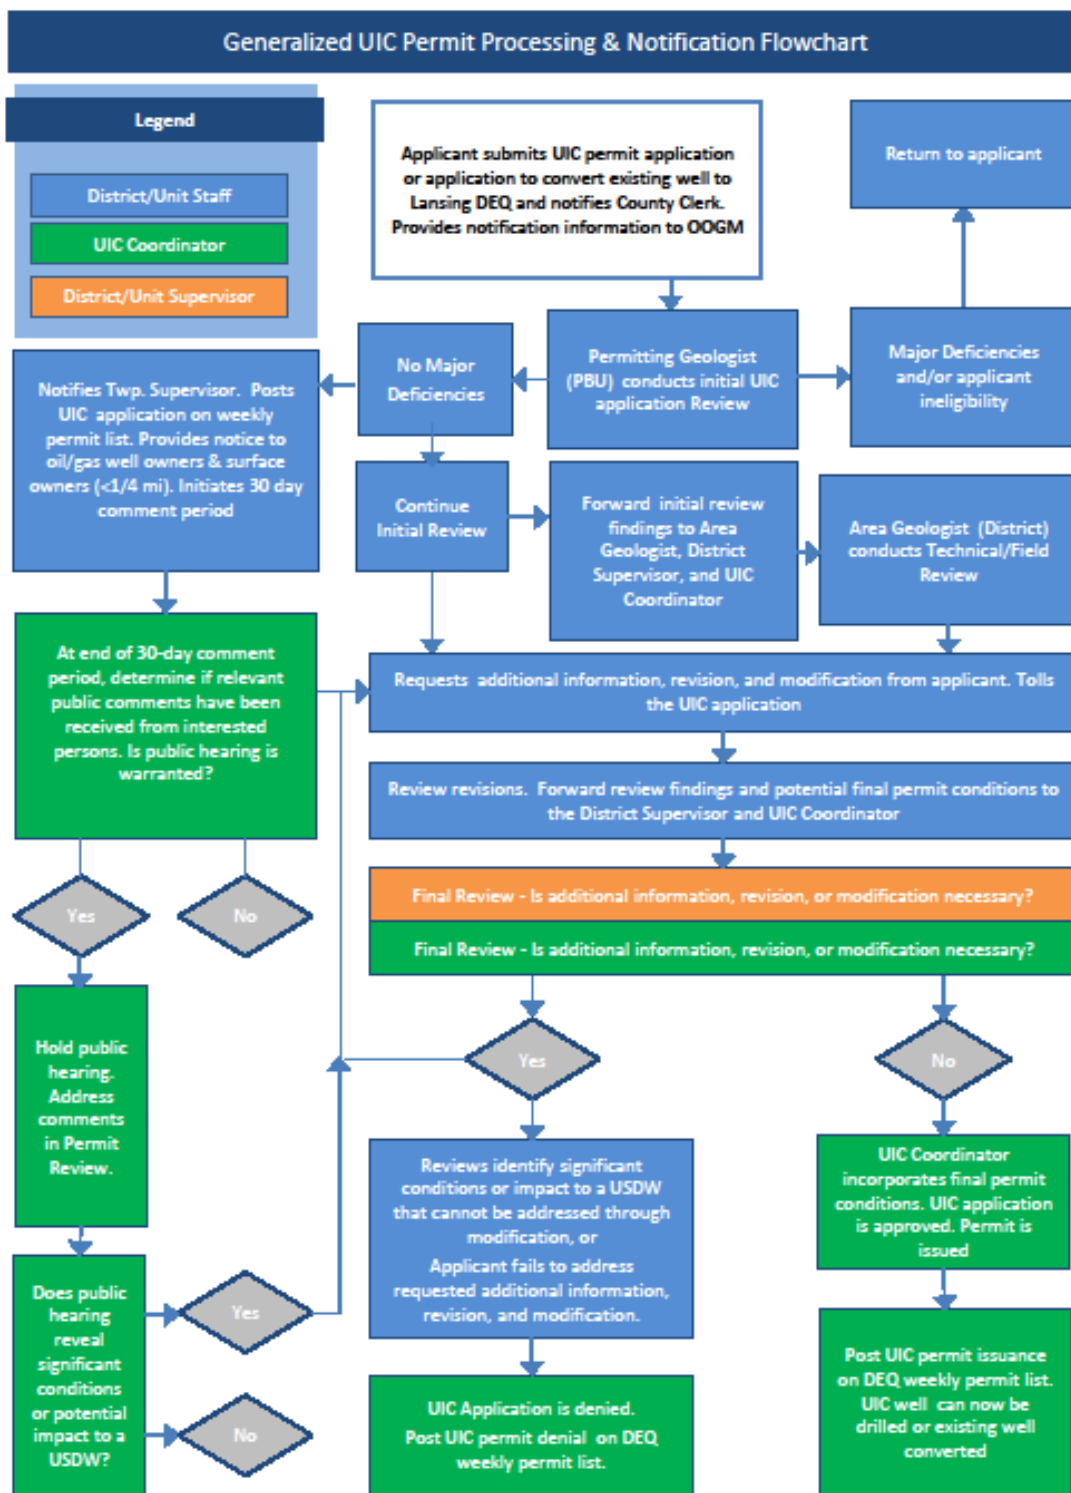 Generalized UIC Permit Processing & Notification Flowchart
Legend
District/Unit Staff
UIC Coordinator
District/Unit Supervisor
Applicant submits UIC permit application
or application to convert existing well to
Lansing DEQ and notifies County Clerk.
Provides notification information to OOGM
Return to applicant
No Major
Deficiencies
Permitting Geologist
(PBU) conducts initial UIC
application Review
Major Deficiencies
and/or applicant
ineligibility
Notifies Twp. Supervisor. Posts
UIC application on weekly
permit list. Provides notice to
oil/gas well owners & surface
owners (<1/4 mi). Initiates 30 day
comment period
Continue
Initial Review
Forward initial review
findings to Area
Geologist, District
Supervisor, and UIC
Coordinator
Area Geologist (District)
conducts Technical/Field
Review
At end of 30-day comment
period, determine if relevant
public comments have been
received from interested
persons. Is public hearing is
warranted?
Requests additional information, revision, and modification from applicant. Tolls
the UIC application
Review revisions. Forward review findings and potential final permit conditions to
the District Supervisor and UIC Coordinator
Final Review - Is additional information, revision, or modification necessary?
Final Review - Is additional information, revision, or modification necessary?
Yes
No
Yes
No
Hold public
hearing.
Address
comments
in Permit
Review.
Reviews identify significant
conditions or impact to a USDW
that cannot be addressed through
modification, or
Applicant fails to address
requested additional information,
revision, and modification.
UIC Coordinator
incorporates final permit
conditions. UIC application
is approved. Permit is
issued
Does public
hearing
reveal
significant
conditions
or potential
impact to a
USDW?
Yes
No
UIC Application is denied.
Post UIC permit denial on DEQ
weekly permit list.
Post UIC permit issuance
on DEQ weekly permit list.
UIC well can now be
drilled or existing well
converted